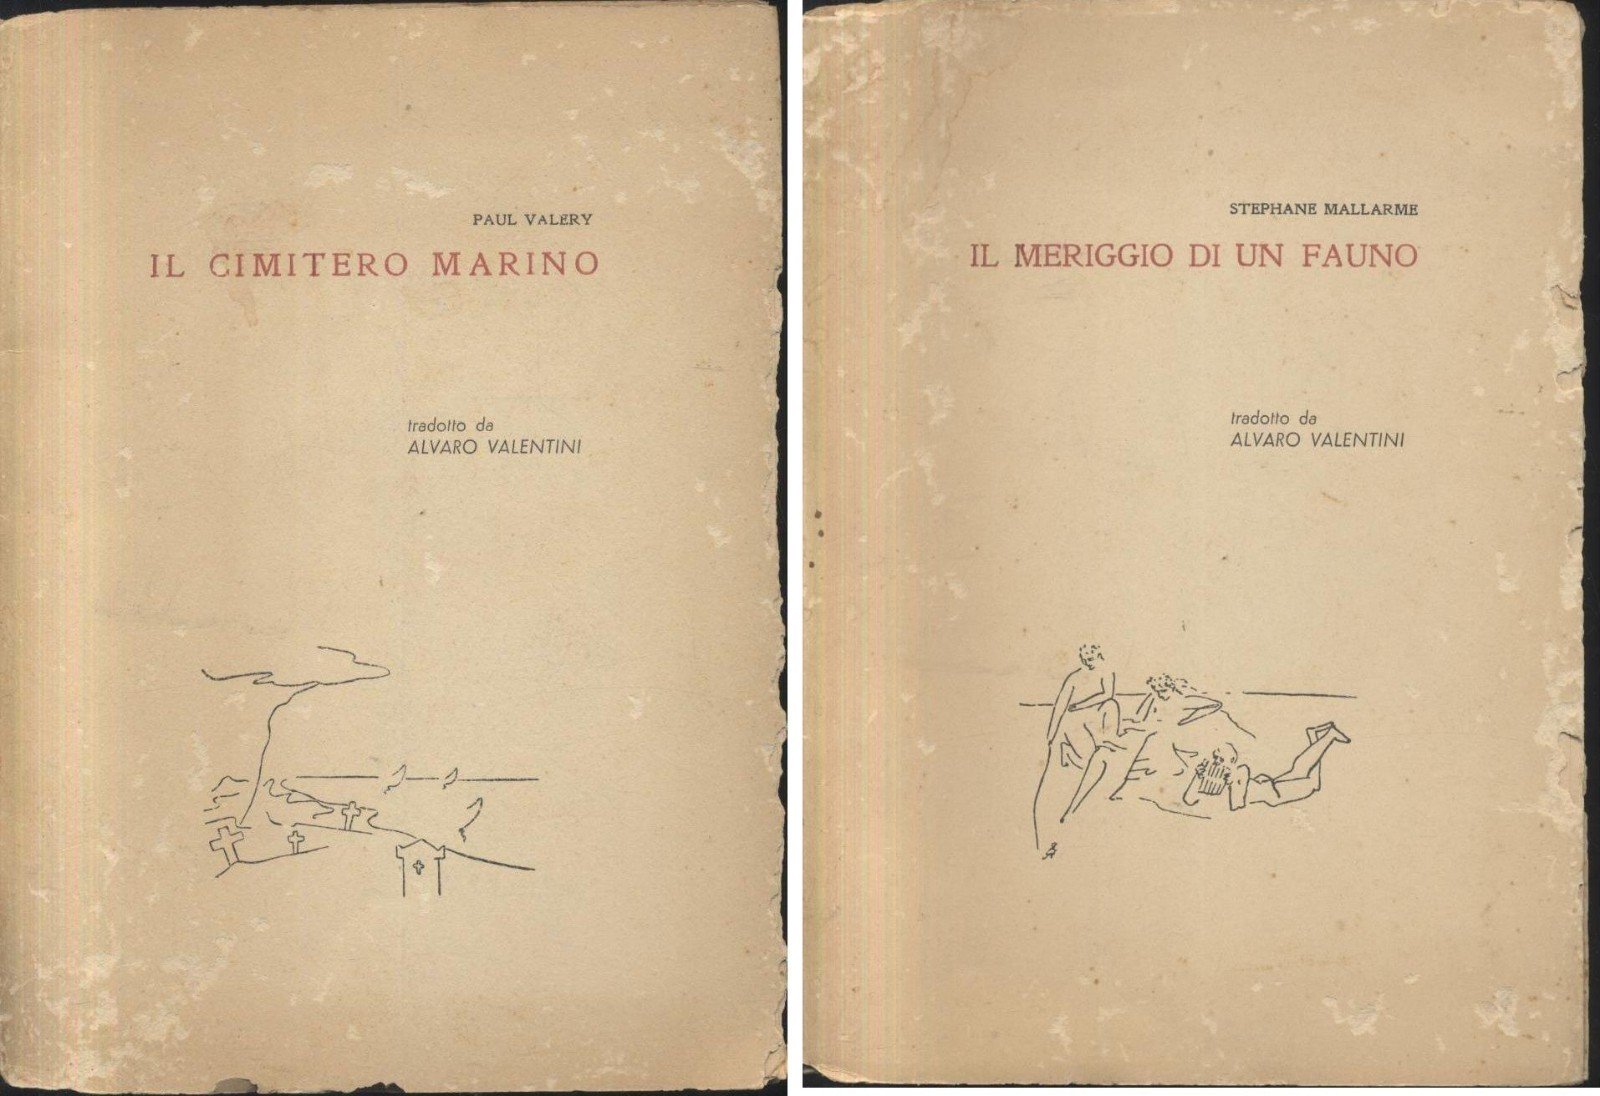 PAUL VALERY
IL CIMITERO MARINO
tradotto da
ALVARO VALENTINI
STEPHANE MALLARME
IL MERIGGIO DI UN FAUNO
tradotto da
ALVARO VALENTINI